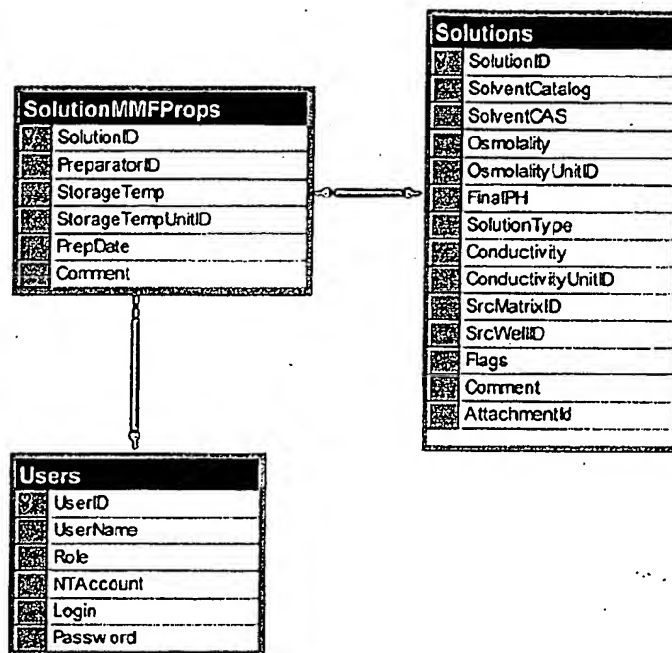 Solutions
SolutionID
SolventCatalog
SolventCAS
Osmolality
OsmolalityUnitID
FinalPH
SolutionType
Conductivity
ConductivityUnitID
SrcMatrixID
SrcWellID
Flags
Comment
AttachmentId
SolutionMMFProps
SolutionID
PreparatorID
StorageTemp
StorageTempUnitID
PrepDate
Comment
Users
UserID
UserName
Role
NTAccount
Login
Password